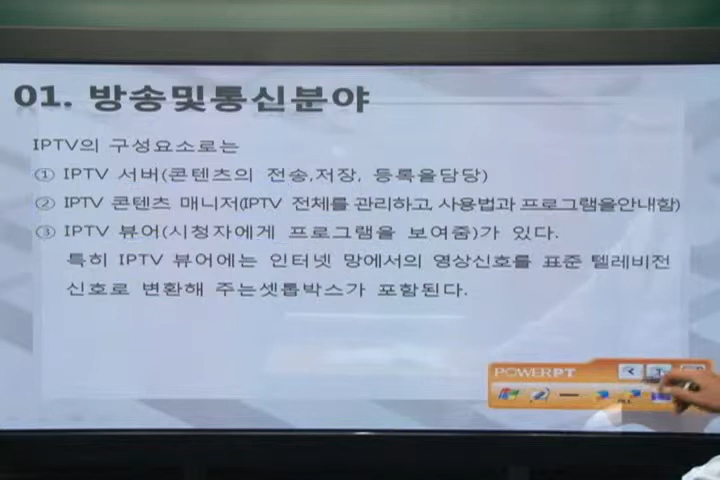 01. 방송및통신분야
IPTV의 구성요소로는
① IPTV 서버(콘텐츠의 전송,저장, 등록을담당)
② IPTV 콘텐츠 매니저(IPTV 전체를 관리하고, 사용법과 프로그램을안내함)
③ IPTV 뷰어(시청자에게 프로그램을 보여줌)가 있다.
특히 IPTV 뷰어에는 인터넷 망에서의 영상신호를 표준 텔레비전
신호로 변환해 주는셋톱박스가 포함된다.
POWERPT